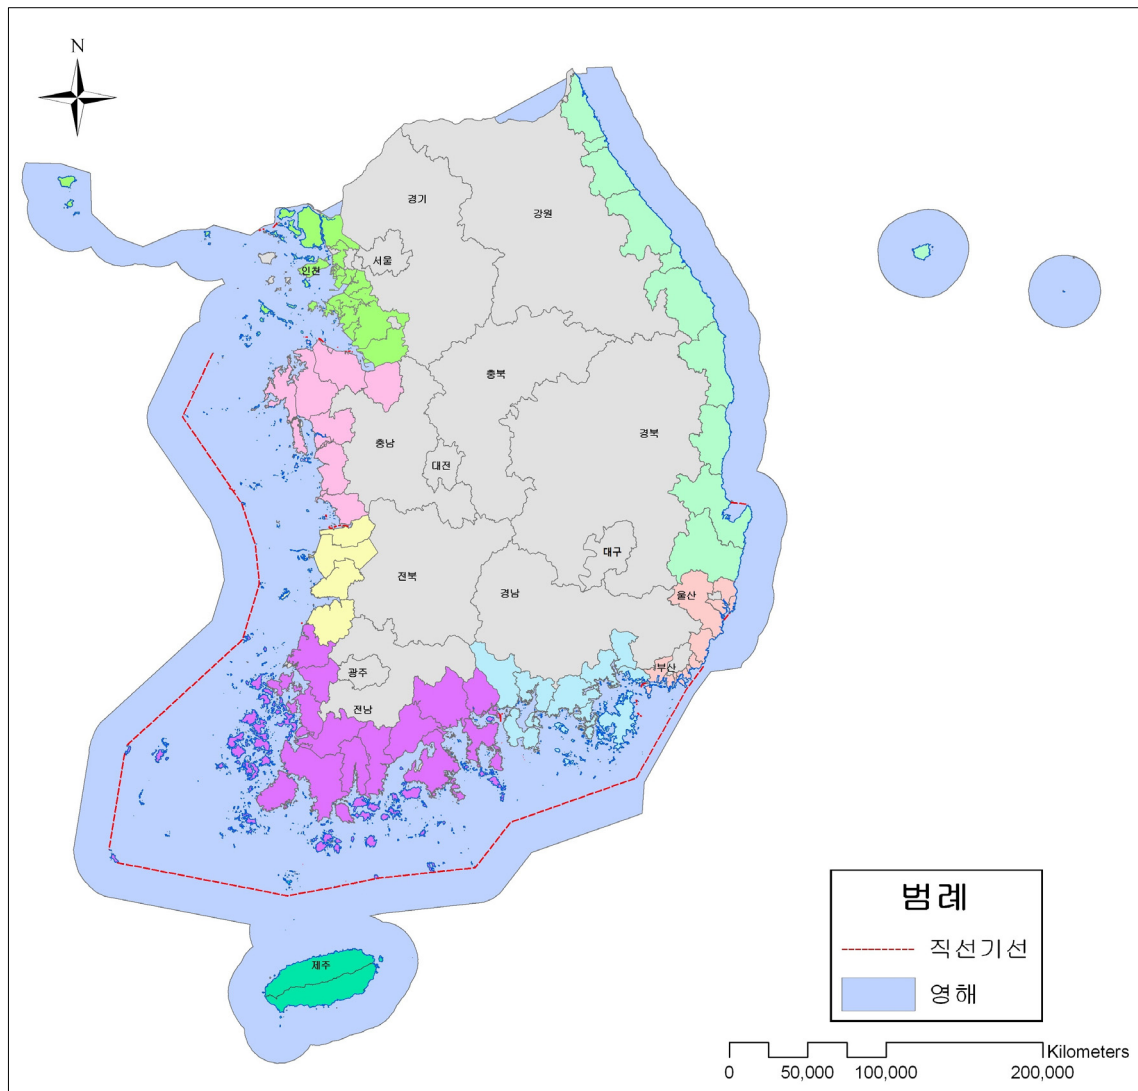 N
경기
강원
서울
인천
충북
경북
충남
대전
대구
전북
경남
울산
광주
부산
전남
제주
범례
직선기선
영해
Kilometers
0 50,000 100,000 200,000